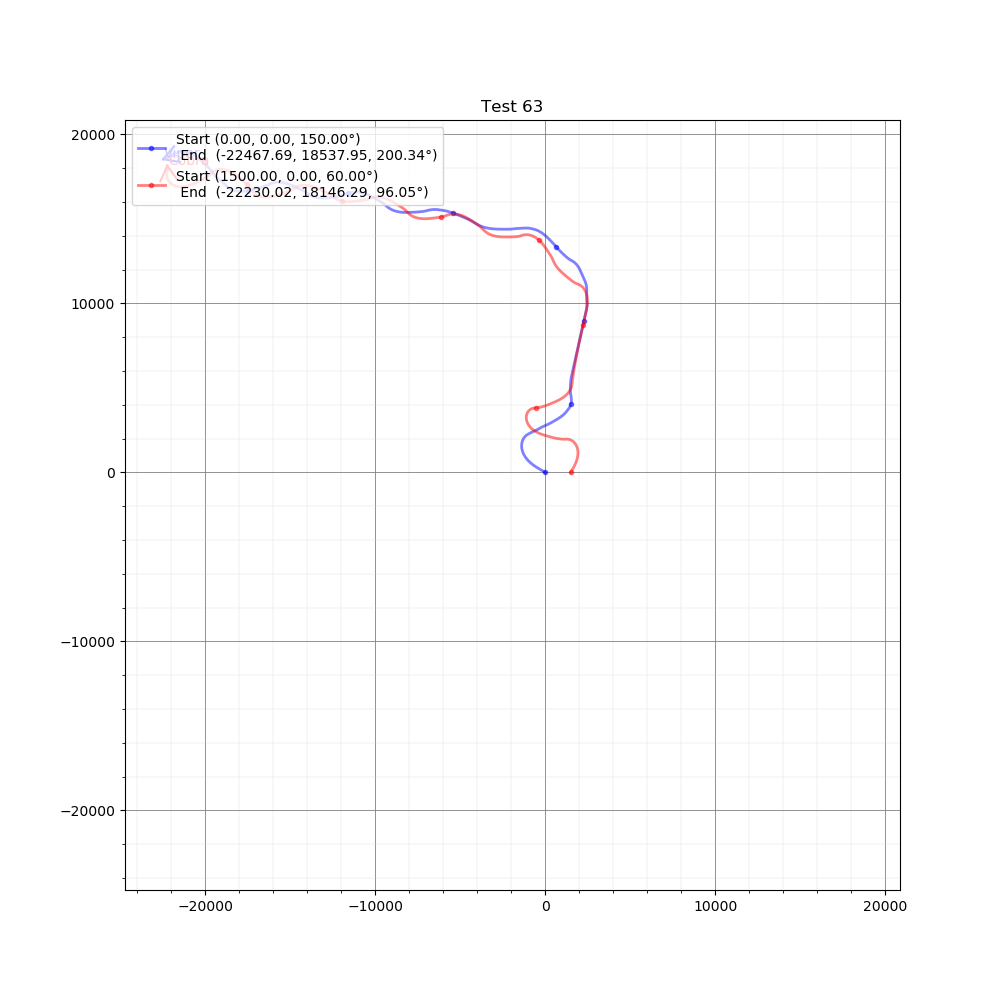 Test 63
Start (0.00, 0.00, 150.00°)
End (-22467.69, 18537.95, 200.34°)
Start (1500.00, 0.00, 60.00°)
End (-22230.02, 18146.29, 96.05°)
20000
10000
0
−10000
−20000
−20000 −10000 0 10000 20000